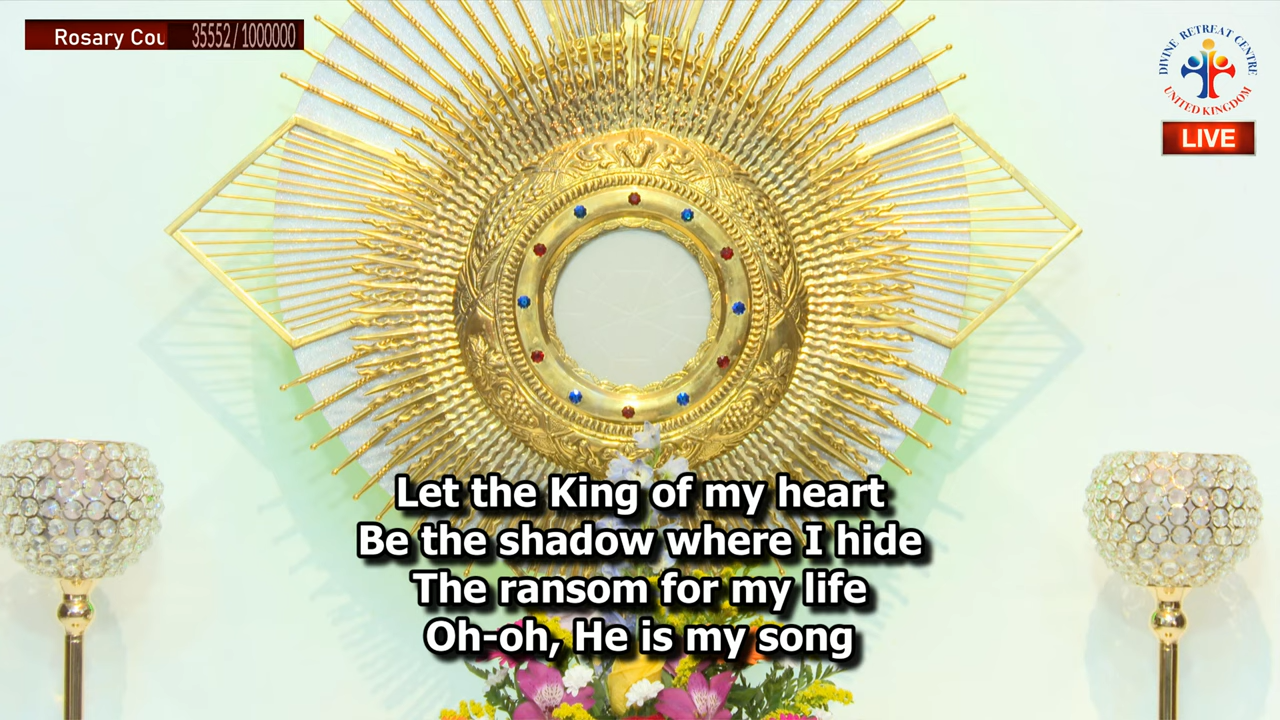 Rosary Cou 35552/1000000
DIVINE RETREAT CENTRE
UNITED KINGDOM
LIVE
Let the King of my heart
Be the shadow where I hide
The ransom for my life
Oh-oh, He is my song